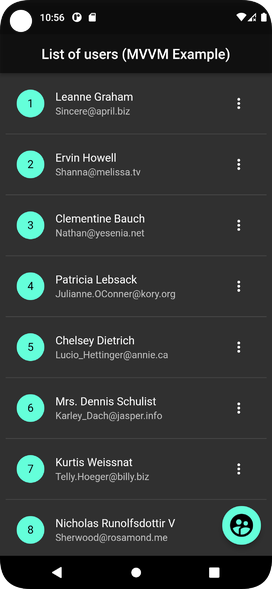 10:56
List of users (MVVM Example)
1
Leanne Graham
Sincere@april.biz
2
Ervin Howell
Shanna@melissa.tv
3
Clementine Bauch
Nathan@yesenia.net
4
Patricia Lebsack
Julianne.OConner@kory.org
5
Chelsey Dietrich
Lucio_Hettinger@annie.ca
6
Mrs. Dennis Schulist
Karley_Dach@jasper.info
7
Kurtis Weissnat
Telly.Hoeger@billy.biz
8
Nicholas Runolfsdottir V
Sherwood@rosamond.me